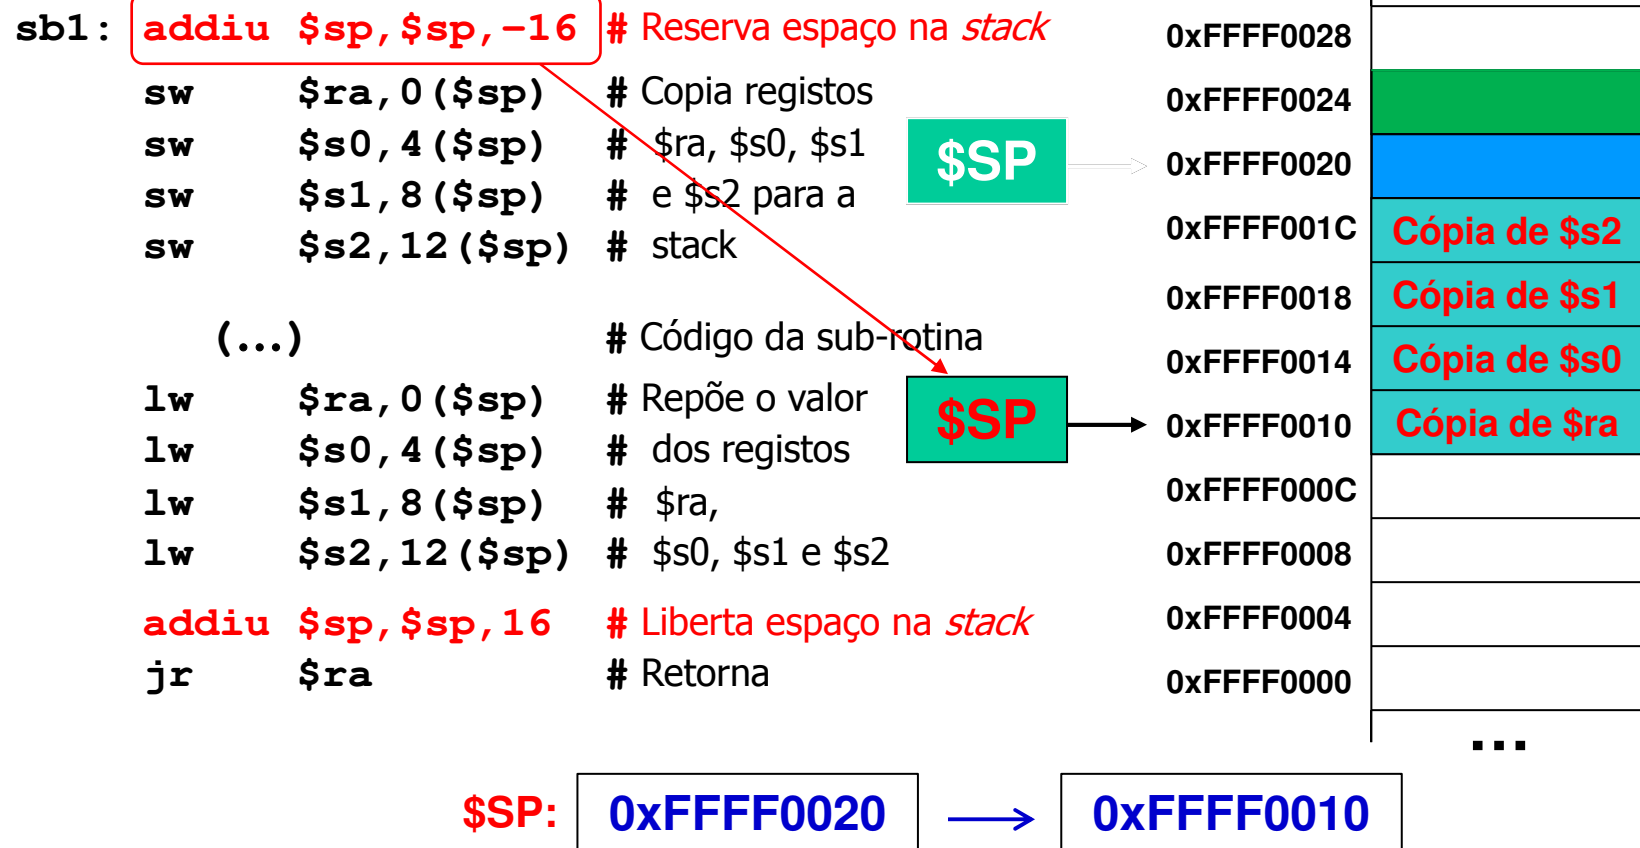 sb1: addiu $sp,$sp,-16 # Reserva espaço na stack
sw $ra,0($sp) # Copia registos
sw $s0,4($sp) # $ra, $s0, $s1
sw $s1,8($sp) # e $s2 para a
sw $s2,12($sp) # stack
(...) # Código da sub-rotina
lw $ra,0($sp) # Repõe o valor
lw $s0,4($sp) # dos registos
lw $s1,8($sp) # $ra,
lw $s2,12($sp) # $s0, $s1 e $s2
addiu $sp,$sp,16 # Liberta espaço na stack
jr $ra # Retorna
$SP
$SP
0xFFFF0028
0xFFFF0024
0xFFFF0020
0xFFFF001C Cópia de $s2
0xFFFF0018 Cópia de $s1
0xFFFF0014 Cópia de $s0
0xFFFF0010 Cópia de $ra
0xFFFF000C
0xFFFF0008
0xFFFF0004
0xFFFF0000
...
$SP: 0xFFFF0020 → 0xFFFF0010